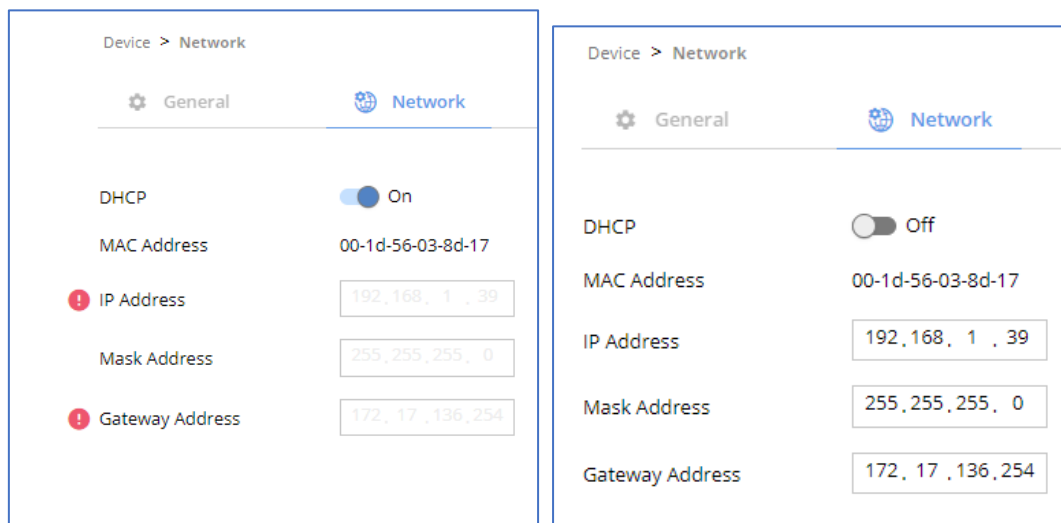 Device > Network
General Network
DHCP On
MAC Address 00-1d-56-03-8d-17
! IP Address 192.168. 1 . 39
Mask Address 255.255.255. 0
! Gateway Address 172. 17 .136.254
Device > Network
General Network
DHCP Off
MAC Address 00-1d-56-03-8d-17
IP Address 192.168. 1 . 39
Mask Address 255.255.255. 0
Gateway Address 172. 17 .136.254